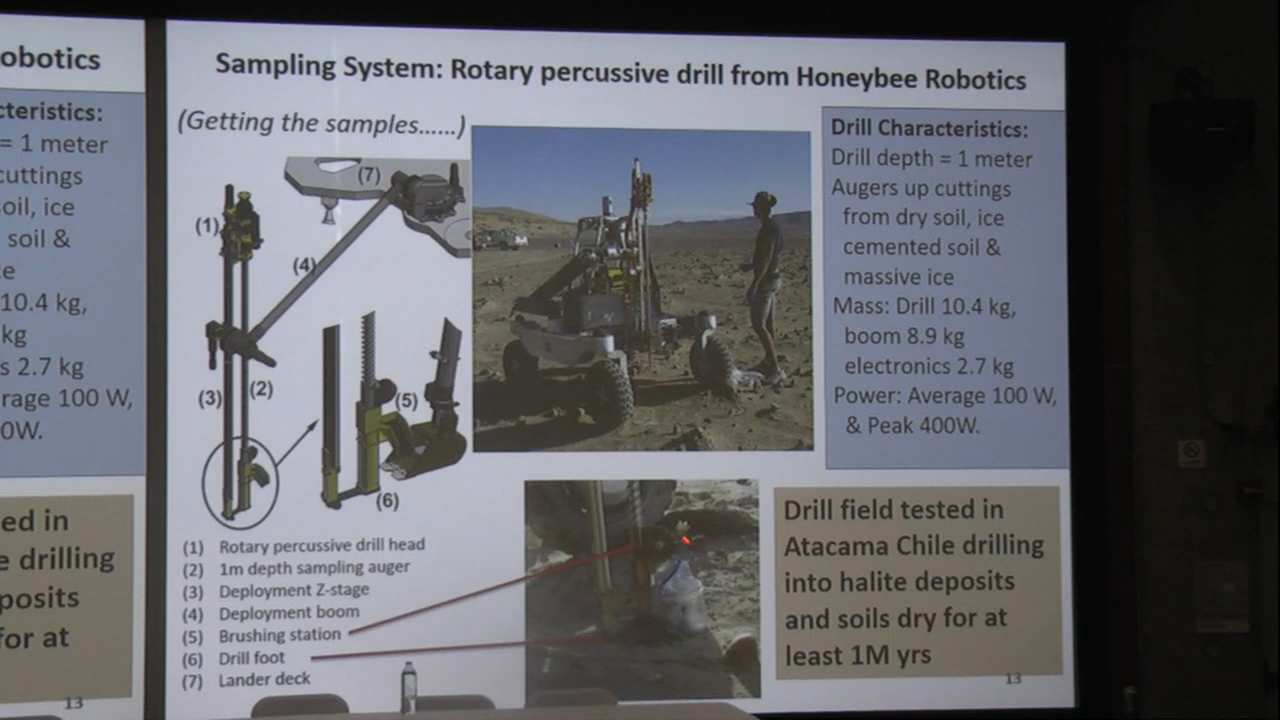 obotics
cteristics:
= 1 meter
cuttings
oil, ice
soil &
e
10.4 kg,
kg
s 2.7 kg
rage 100 W,
0W.
ed in
e drilling
posits
for at
13
Sampling System: Rotary percussive drill from Honeybee Robotics
(Getting the samples......)
(7)
(1)
(4)
(3)
(2)
(5)
(6)
(1) Rotary percussive drill head
(2) 1m depth sampling auger
(3) Deployment Z-stage
(4) Deployment boom
(5) Brushing station
(6) Drill foot
(7) Lander deck
Drill Characteristics:
Drill depth = 1 meter
Augers up cuttings
from dry soil, ice
cemented soil &
massive ice
Mass: Drill 10.4 kg,
boom 8.9 kg
electronics 2.7 kg
Power: Average 100 W,
& Peak 400W.
Drill field tested in
Atacama Chile drilling
into halite deposits
and soils dry for at
least 1M yrs
13